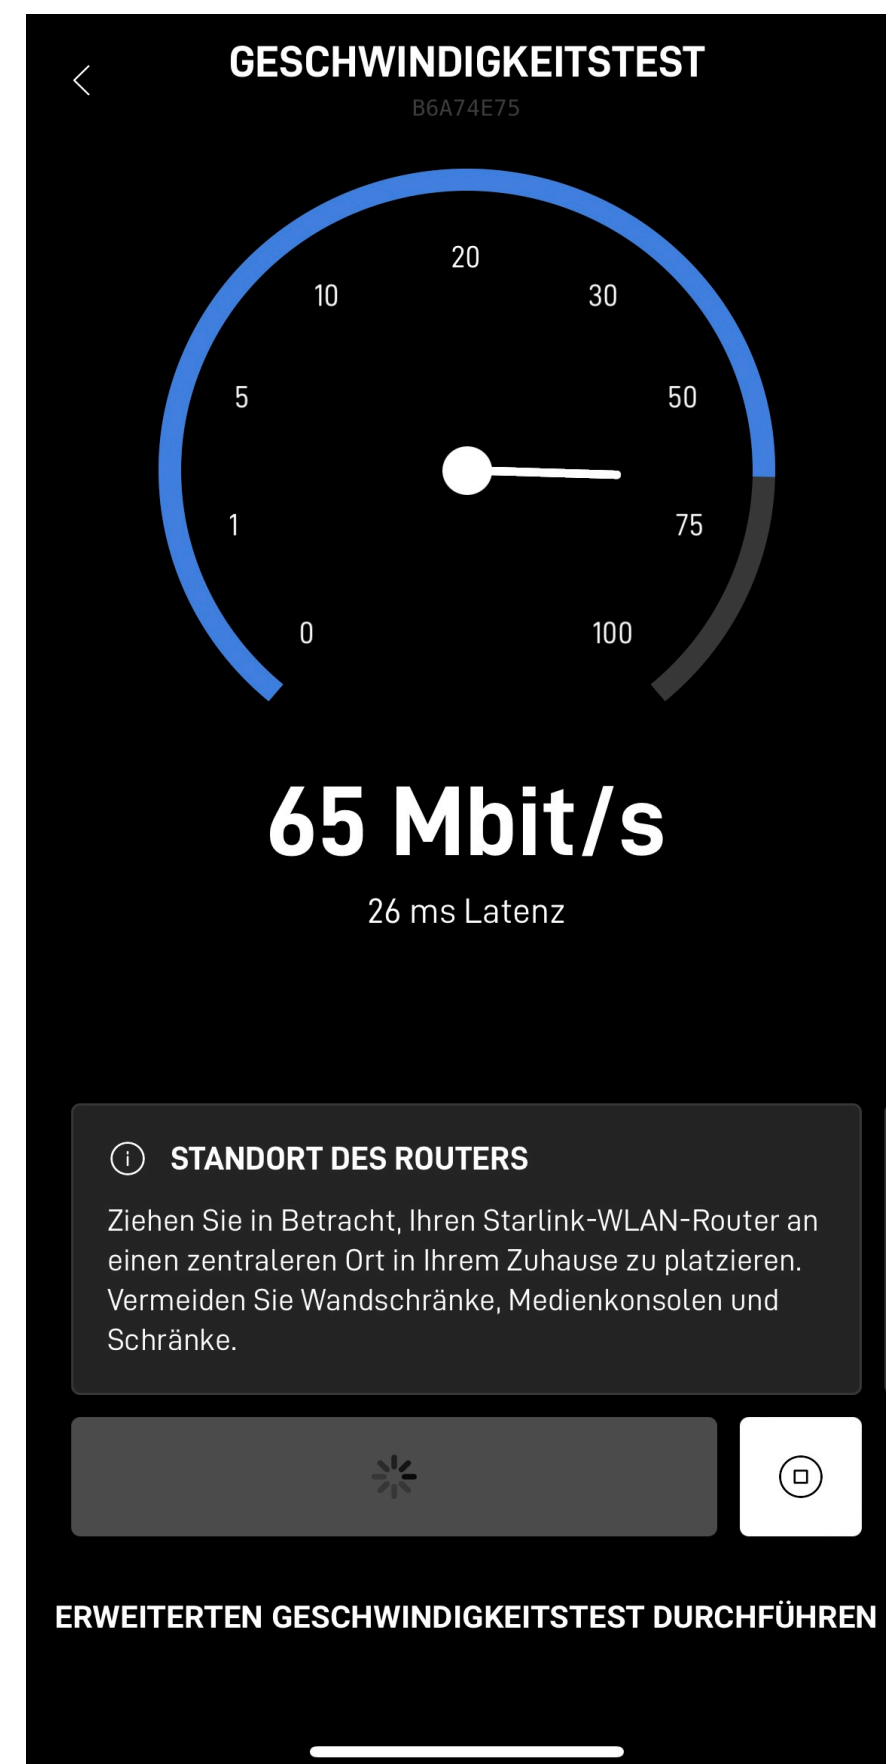 GESCHWINDIGKEITSTEST
B6A74E75
20
10
30
5
50
1
75
0
100
65 Mbit/s
26 ms Latenz
STANDORT DES ROUTERS
Ziehen Sie in Betracht, Ihren Starlink-WLAN-Router an
einen zentraleren Ort in Ihrem Zuhause zu platzieren.
Vermeiden Sie Wandschränke, Medienkonsolen und
Schränke.
ERWEITERTEN GESCHWINDIGKEITSTEST DURCHFÜHREN